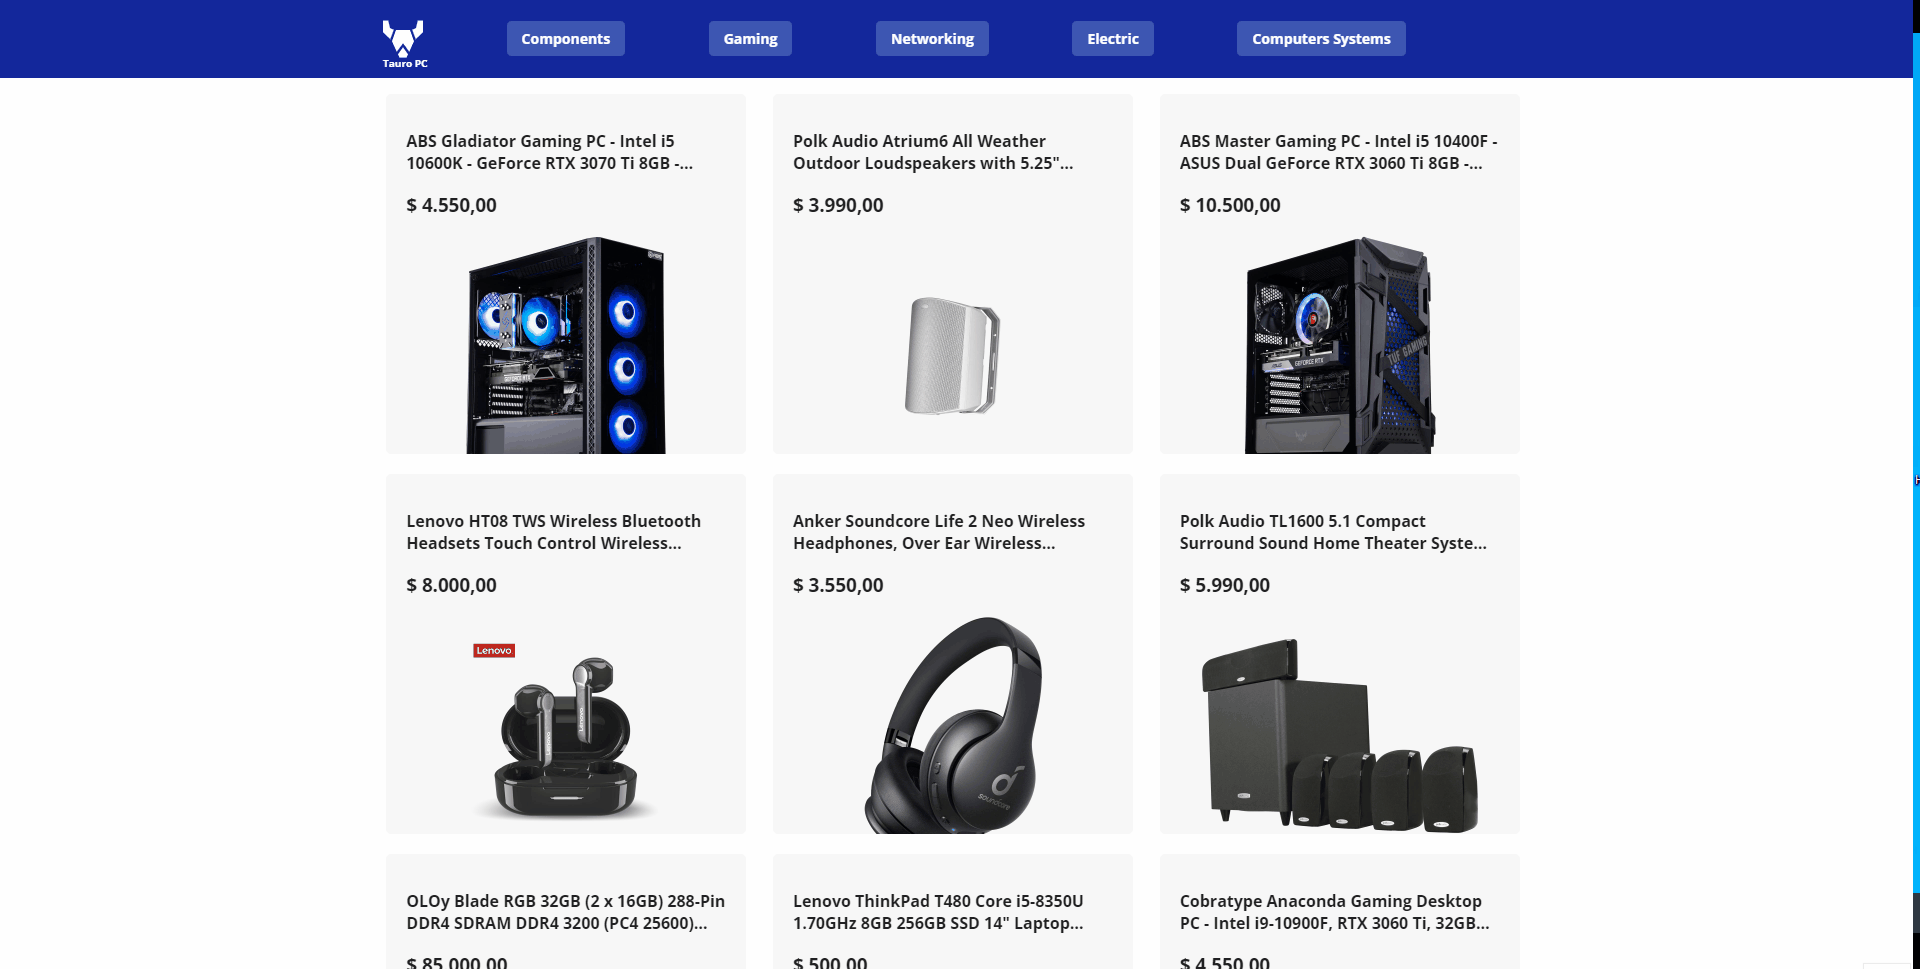 Tauro PC
Components
Gaming
Networking
Electric
Computers Systems
ABS Gladiator Gaming PC - Intel i5
10600K - GeForce RTX 3070 Ti 8GB -...
$ 4.550,00
Polk Audio Atrium6 All Weather
Outdoor Loudspeakers with 5.25"...
$ 3.990,00
ABS Master Gaming PC - Intel i5 10400F -
ASUS Dual GeForce RTX 3060 Ti 8GB -...
$ 10.500,00
GEFORCE RTX
TUF GAMING
GEFORCE RTX
Lenovo HT08 TWS Wireless Bluetooth
Headsets Touch Control Wireless...
$ 8.000,00
Lenovo
Lenovo
Lenovo
Anker Soundcore Life 2 Neo Wireless
Headphones, Over Ear Wireless...
$ 3.550,00
soundcore
Polk Audio TL1600 5.1 Compact
Surround Sound Home Theater Syste...
$ 5.990,00
OLOy Blade RGB 32GB (2 x 16GB) 288-Pin
DDR4 SDRAM DDR4 3200 (PC4 25600)...
$ 85.000,00
Lenovo ThinkPad T480 Core i5-8350U
1.70GHz 8GB 256GB SSD 14" Laptop...
$ 500,00
Cobratype Anaconda Gaming Desktop
PC - Intel i9-10900F, RTX 3060 Ti, 32GB...
$ 4.550,00